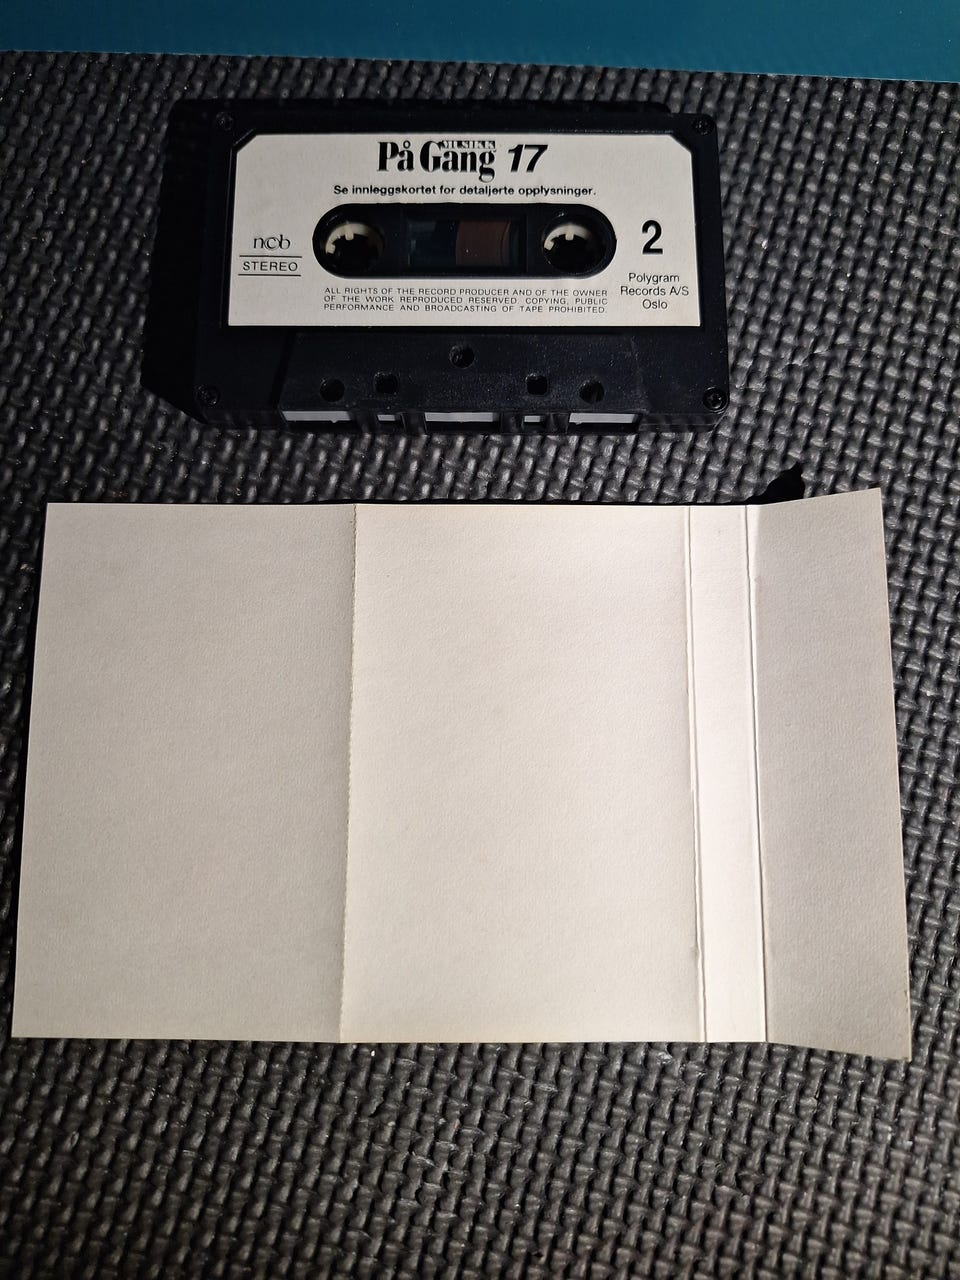 MUSIKK
På Gang 17
Se innleggskortet for detaljerte opplysninger.
ncb
STEREO
2
Polygram
Records A/S
Oslo
ALL RIGHTS OF THE RECORD PRODUCER AND OF THE OWNER
OF THE WORK REPRODUCED RESERVED. COPYING, PUBLIC
PERFORMANCE AND BROADCASTING OF TAPE PROHIBITED.